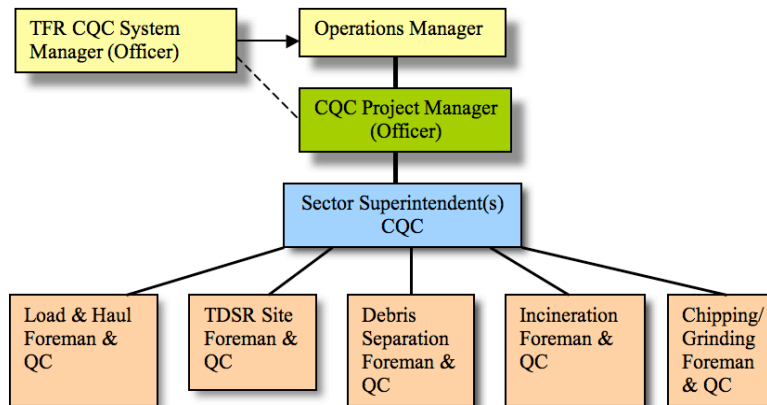 TFR CQC System
Manager (Officer)
Operations Manager
CQC Project Manager
(Officer)
Sector Superintendent(s)
CQC
Load & Haul
Foreman &
QC
TDSR Site
Foreman &
QC
Debris
Separation
Foreman &
QC
Incineration
Foreman &
QC
Chipping/
Grinding
Foreman
& QC